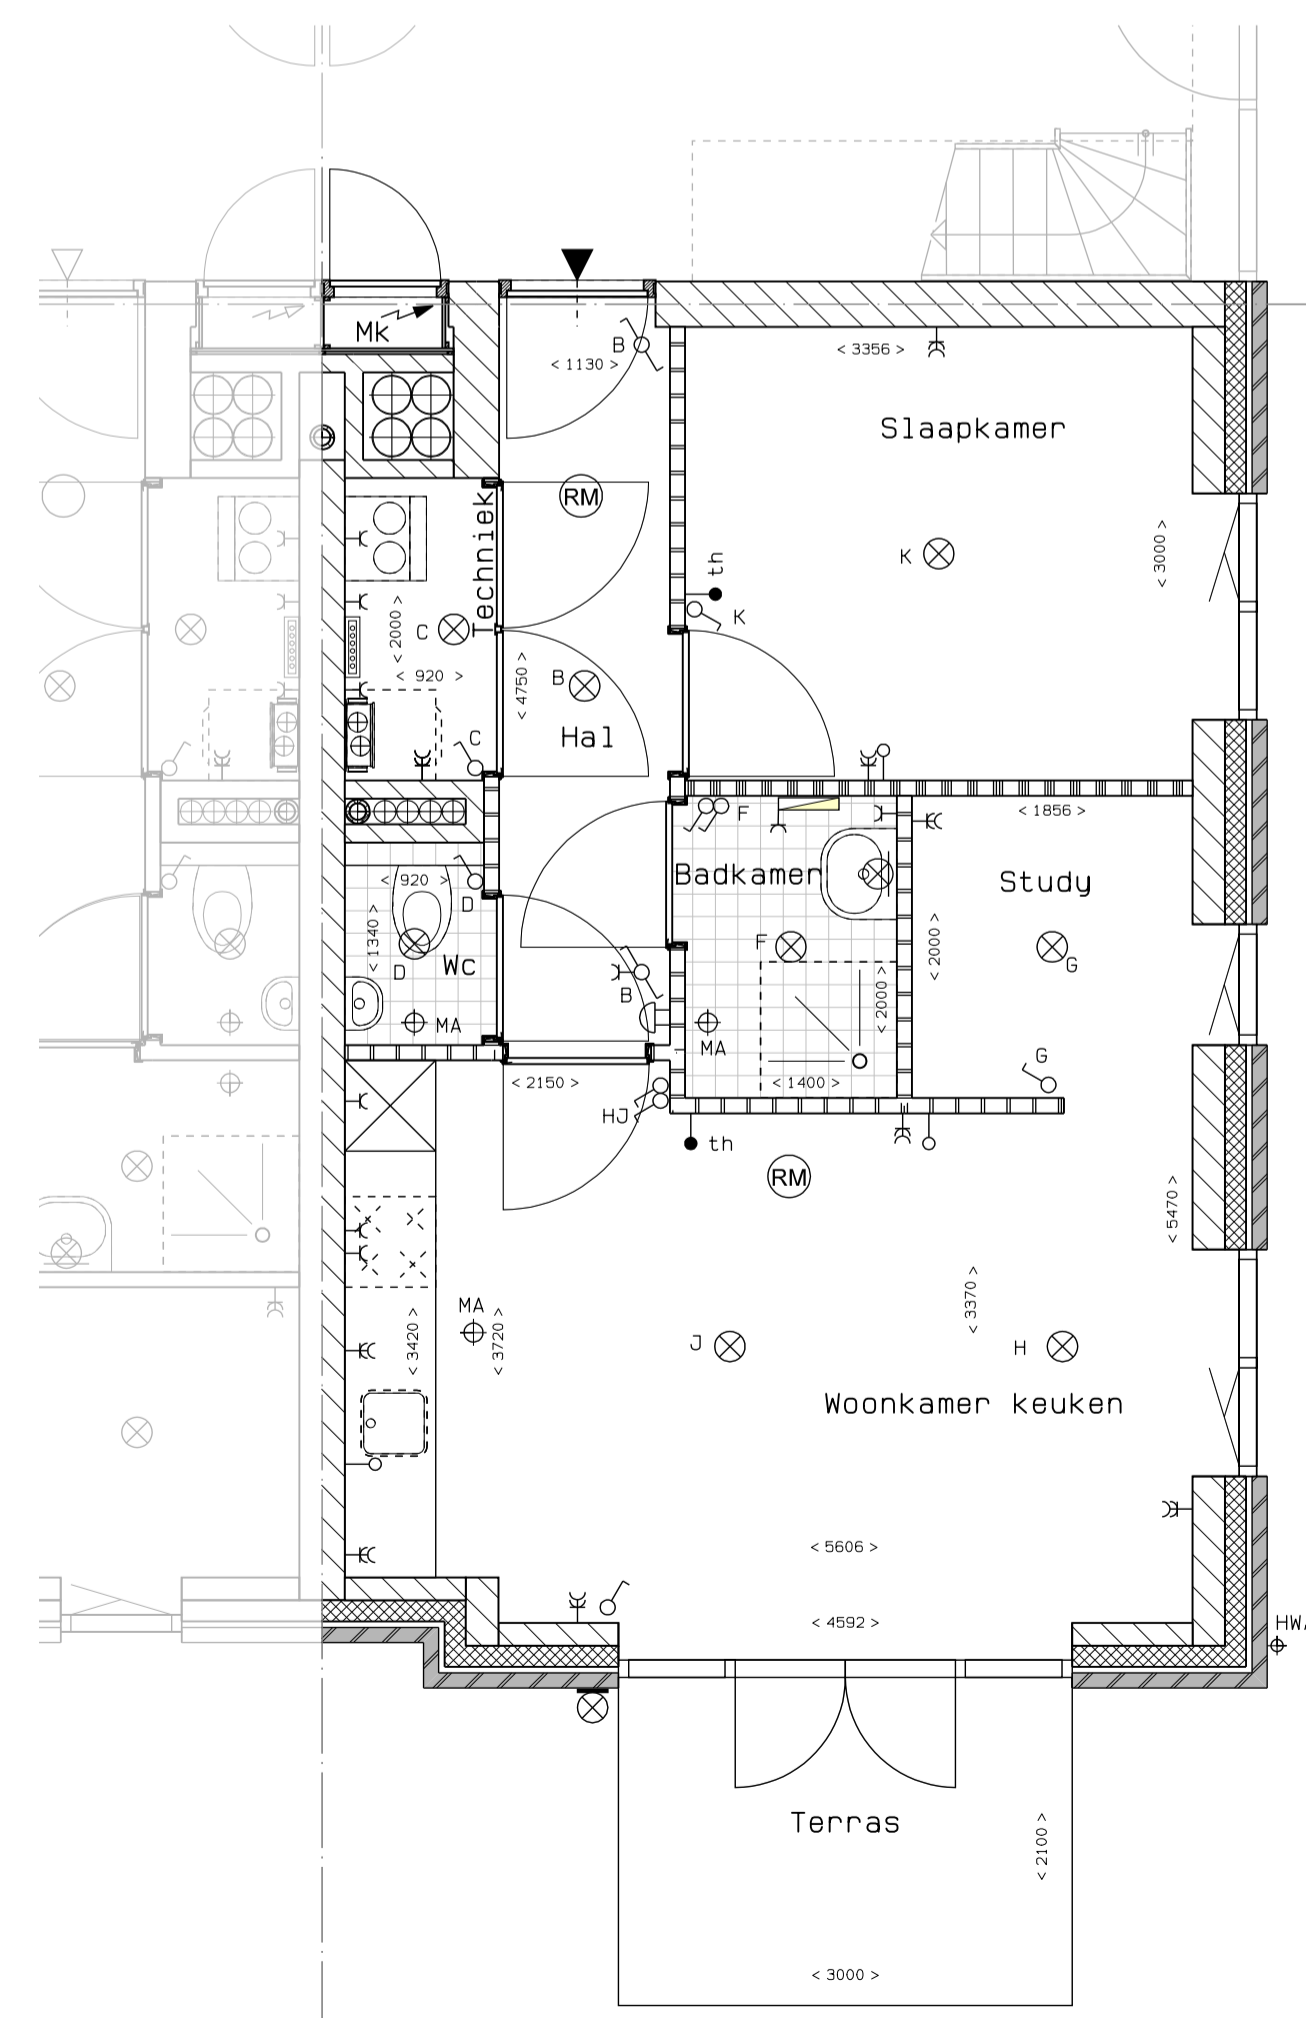 Mk
B
< 1130 >
< 3356 >
Slaapkamer
RM
Techniek
K
< 3000 >
th
K
C
< 2000 >
< 920 >
< 4750 >
B
Hal
C
F
< 1856 >
Badkamer
Study
< 920 >
D
< 1340 >
Wc
D
F
< 2000 >
G
< 2000 >
B
MA
MA
G
< 2150 >
< 1400 >
HJ
th
RM
< 5470 >
MA
< 3420 >
< 3720 >
< 3370 >
J
H
Woonkamer keuken
< 5606 >
< 4592 >
Terras
< 2100 >
< 3000 >